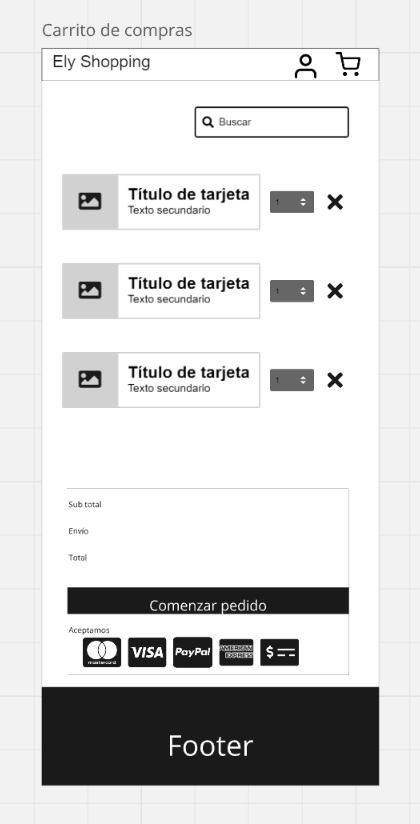 Carrito de compras
Ely Shopping
Buscar
Título de tarjeta
Texto secundario
1
Título de tarjeta
Texto secundario
1
Título de tarjeta
Texto secundario
1
Sub total
Envío
Total
Comenzar pedido
Aceptamos
mastercard VISA PayPal AMERICAN EXPRESS $
Footer